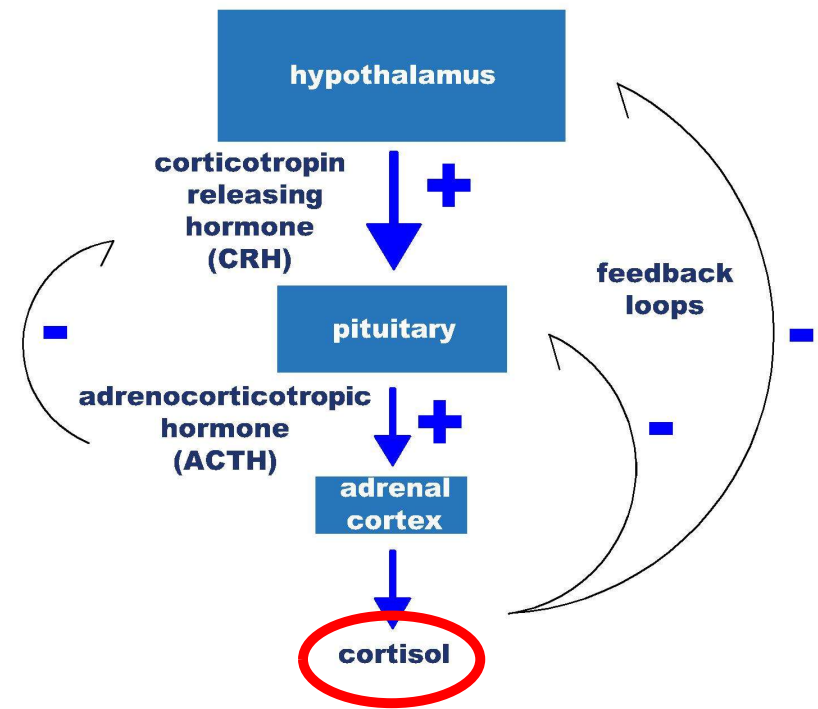 hypothalamus
corticotropin
releasing
hormone
(CRH)
+
feedback
loops
pituitary
-
-
adrenocorticotropic
hormone
(ACTH)
+
-
adrenal
cortex
cortisol